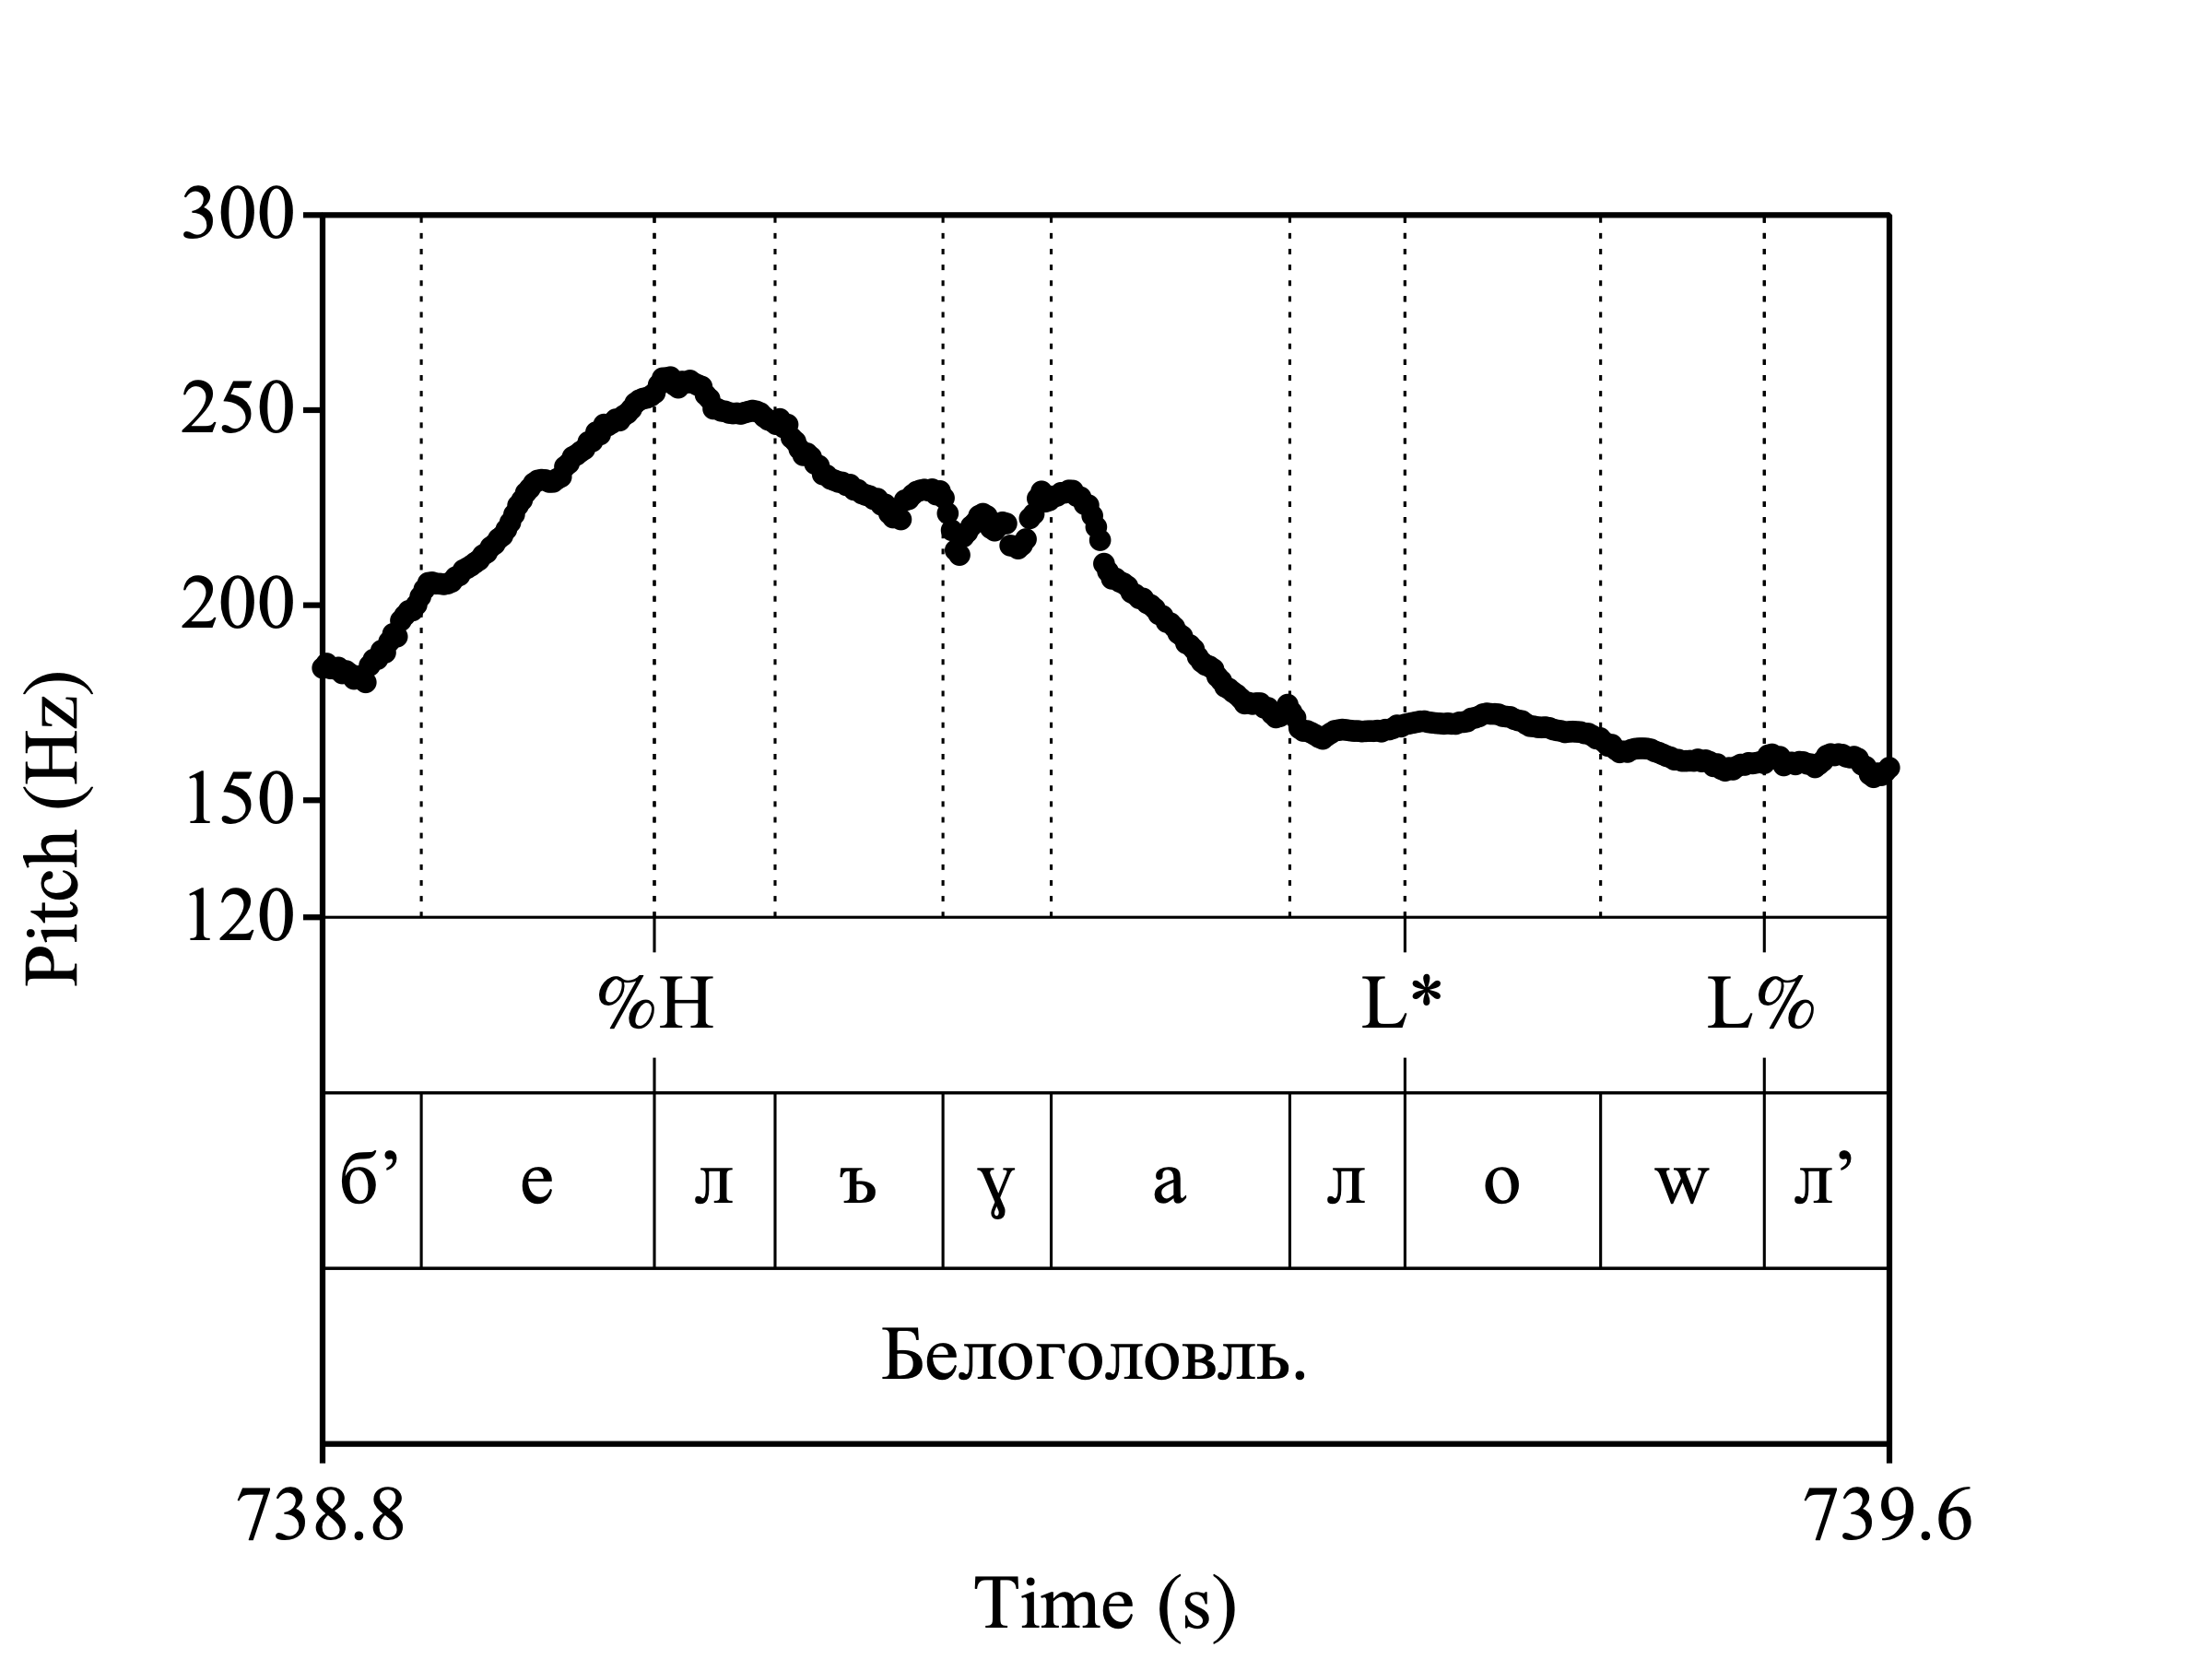 300
250
200
150
120
Pitch (Hz)
%H L* L%
б’ е л ъ ɣ а л о w л’
Белоголовль.
738.8 739.6
Time (s)